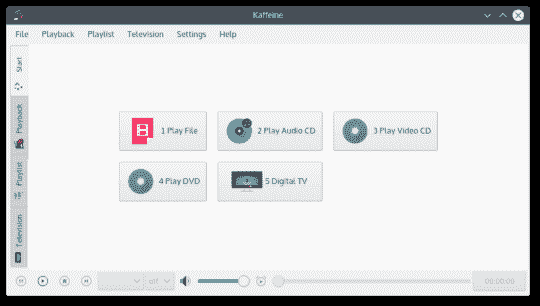 Kaffeine
File Playback Playlist Television Settings Help
Start
Playback
Playlist
Television
1 Play File
2 Play Audio CD
3 Play Video CD
4 Play DVD
5 Digital TV
off
00:00:00